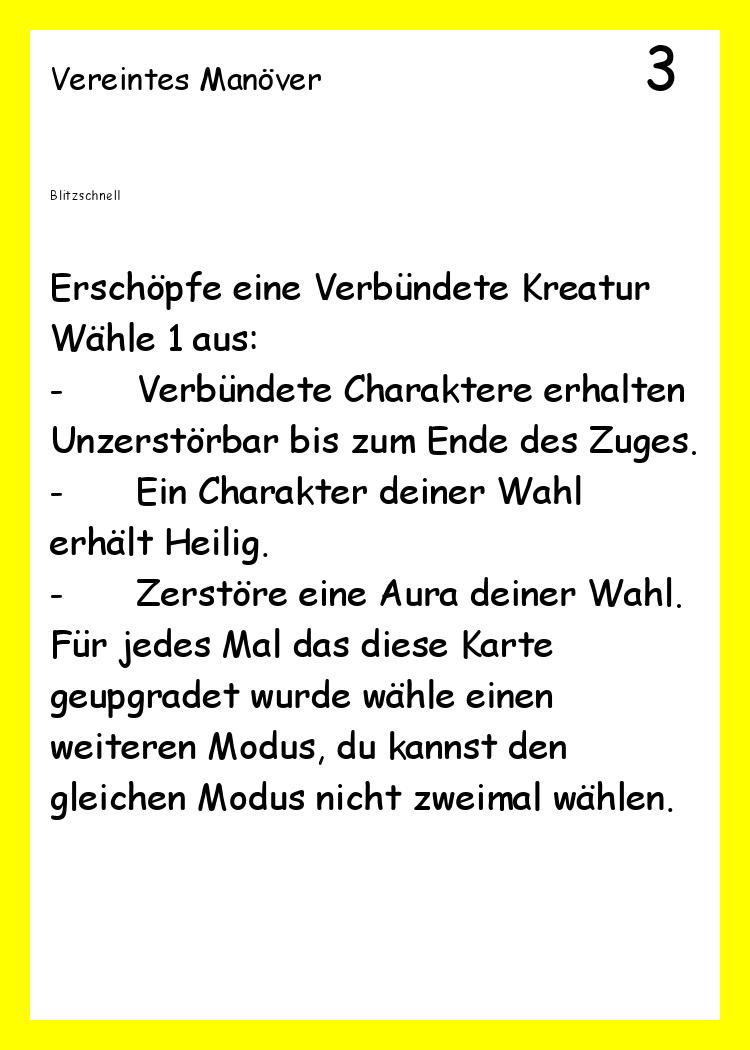 Vereintes Manöver 3
Blitzschnell
Erschöpfe eine Verbündete Kreatur
Wähle 1 aus:
- Verbündete Charaktere erhalten
Unzerstörbar bis zum Ende des Zuges.
- Ein Charakter deiner Wahl
erhält Heilig.
- Zerstöre eine Aura deiner Wahl.
Für jedes Mal das diese Karte
geupgradet wurde wähle einen
weiteren Modus, du kannst den
gleichen Modus nicht zweimal wählen.